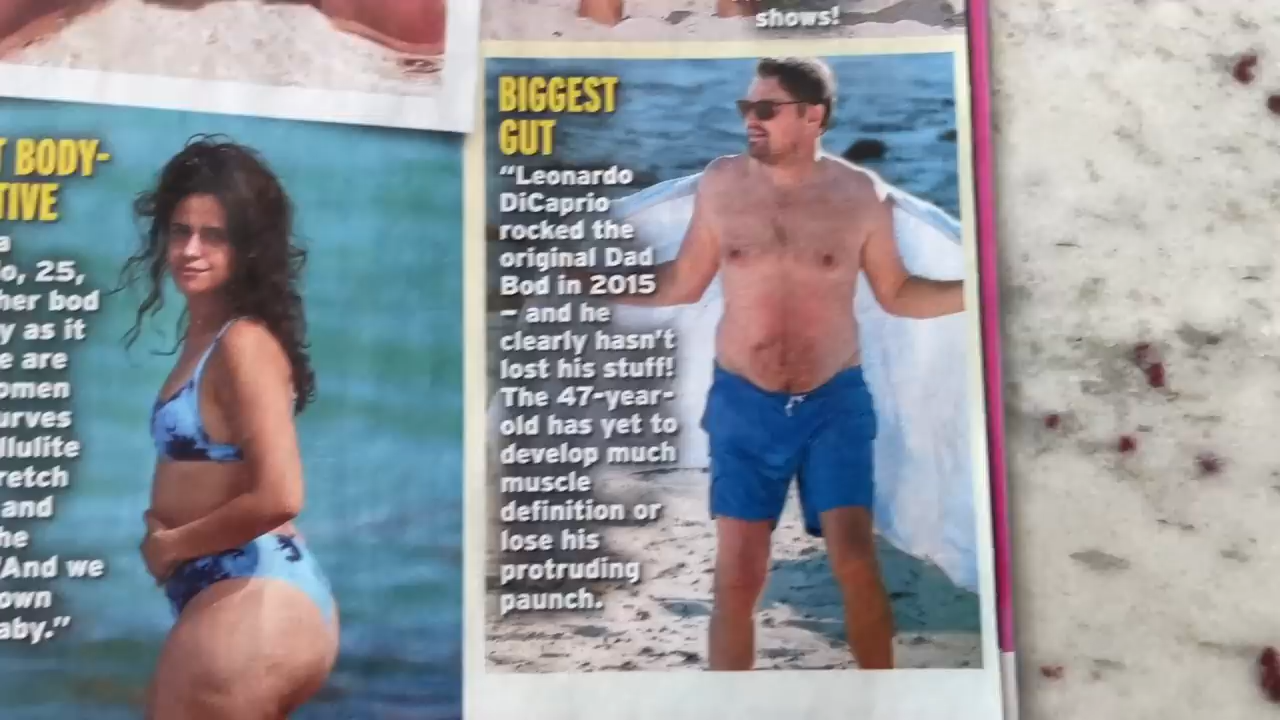 shows!
T BODY-
TIVE
a
o, 25,
her bod
y as it
e are
omen
urves
llulite
retch
and
he
"And we
own
aby."
BIGGEST
GUT
"Leonardo
DiCaprio
rocked the
original Dad
Bod in 2015
– and he
clearly hasn't
lost his stuff!
The 47-year-
old has yet to
develop much
muscle
definition or
lose his
protruding
paunch.